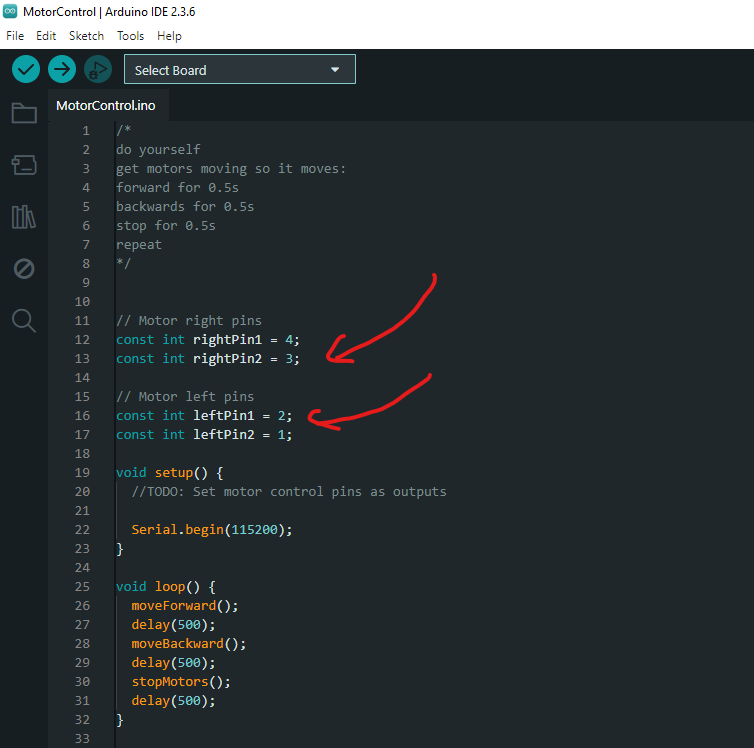 MotorControl | Arduino IDE 2.3.6
File Edit Sketch Tools Help
Select Board
MotorControl.ino
1 /*
2 do yourself
3 get motors moving so it moves:
4 forward for 0.5s
5 backwards for 0.5s
6 stop for 0.5s
7 repeat
8 */
9
10
11 // Motor right pins
12 const int rightPin1 = 4;
13 const int rightPin2 = 3;
14
15 // Motor left pins
16 const int leftPin1 = 2;
17 const int leftPin2 = 1;
18
19 void setup() {
20   //TODO: Set motor control pins as outputs
21
22   Serial.begin(115200);
23 }
24
25 void loop() {
26   moveForward();
27   delay(500);
28   moveBackward();
29   delay(500);
30   stopMotors();
31   delay(500);
32 }
33